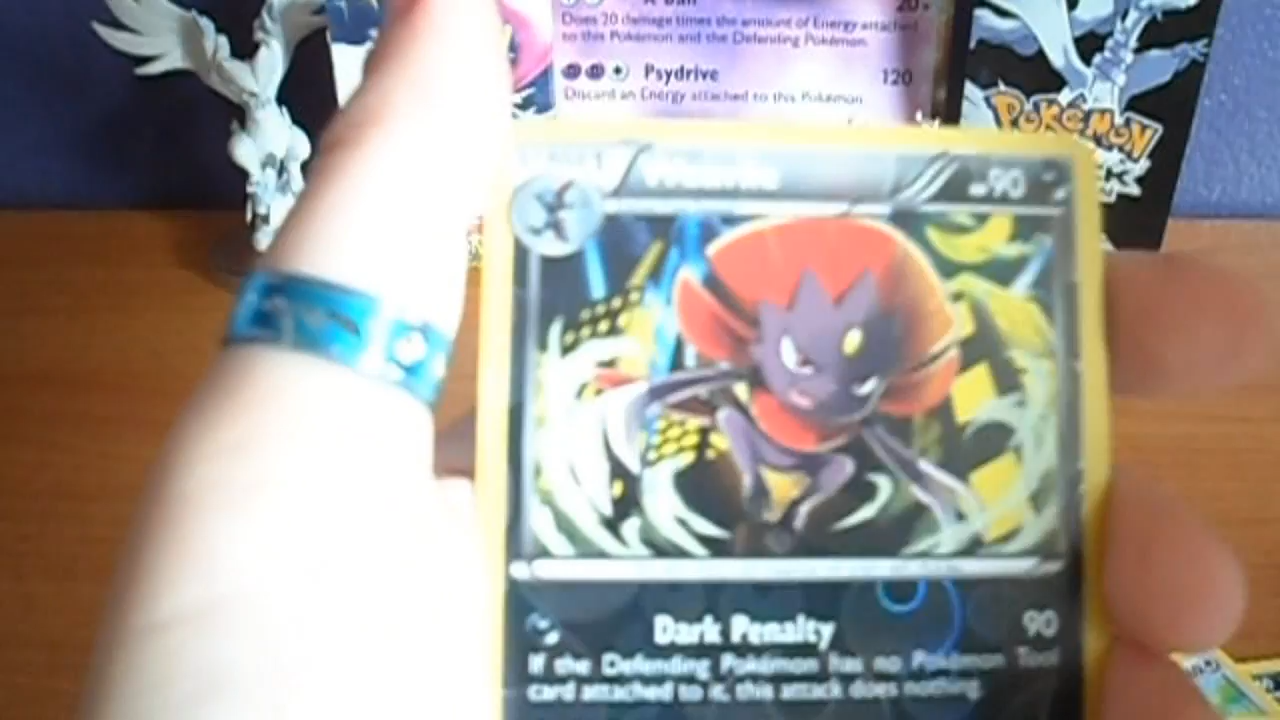 X Ball 20×
Does 20 damage times the amount of Energy attached
to this Pokémon and the Defending Pokémon.
Psydrive 120
Discard an Energy attached to this Pokémon.
POKÉMON
90
Dark Penalty 90
If the Defending Pokémon has no Pokémon Tool
card attached to it, this attack does nothing.